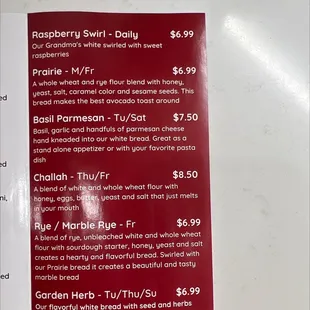 Raspberry Swirl - Daily $6.99
Our Grandma's white swirled with sweet
raspberries
Prairie - M/Fr $6.99
A whole wheat and rye flour blend with honey,
yeast, salt, caramel color and sesame seeds. This
bread makes the best avocado toast around
Basil Parmesan - Tu/Sat $7.50
Basil, garlic and handfuls of parmesan cheese
hand kneaded into our white bread. Great as a
stand alone appetizer or with your favorite pasta
dish
Challah - Thu/Fr $8.50
A blend of white and whole wheat flour with
honey, eggs, butter, yeast and salt that just melts
in your mouth
Rye / Marble Rye - Fr $6.99
A blend of rye, unbleached white and whole wheat
flour with sourdough starter, honey, yeast and salt
creates a hearty and flavorful bread. Swirled with
our Prairie bread it creates a beautiful and tasty
marble bread
Garden Herb - Tu/Thu/Su $6.99
Our flavorful white bread with seed and herbs